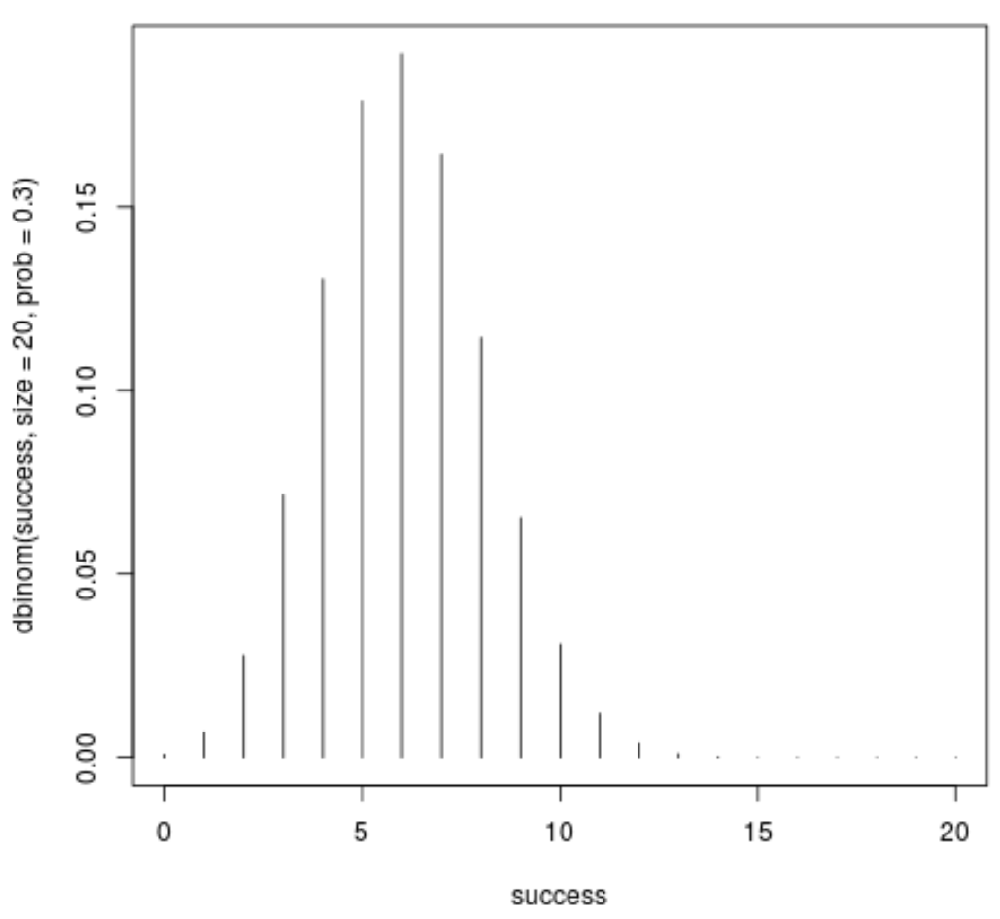 dbinom(success, size = 20, prob = 0.3)
0.15
0.10
0.05
0.00
0 5 10 15 20
success